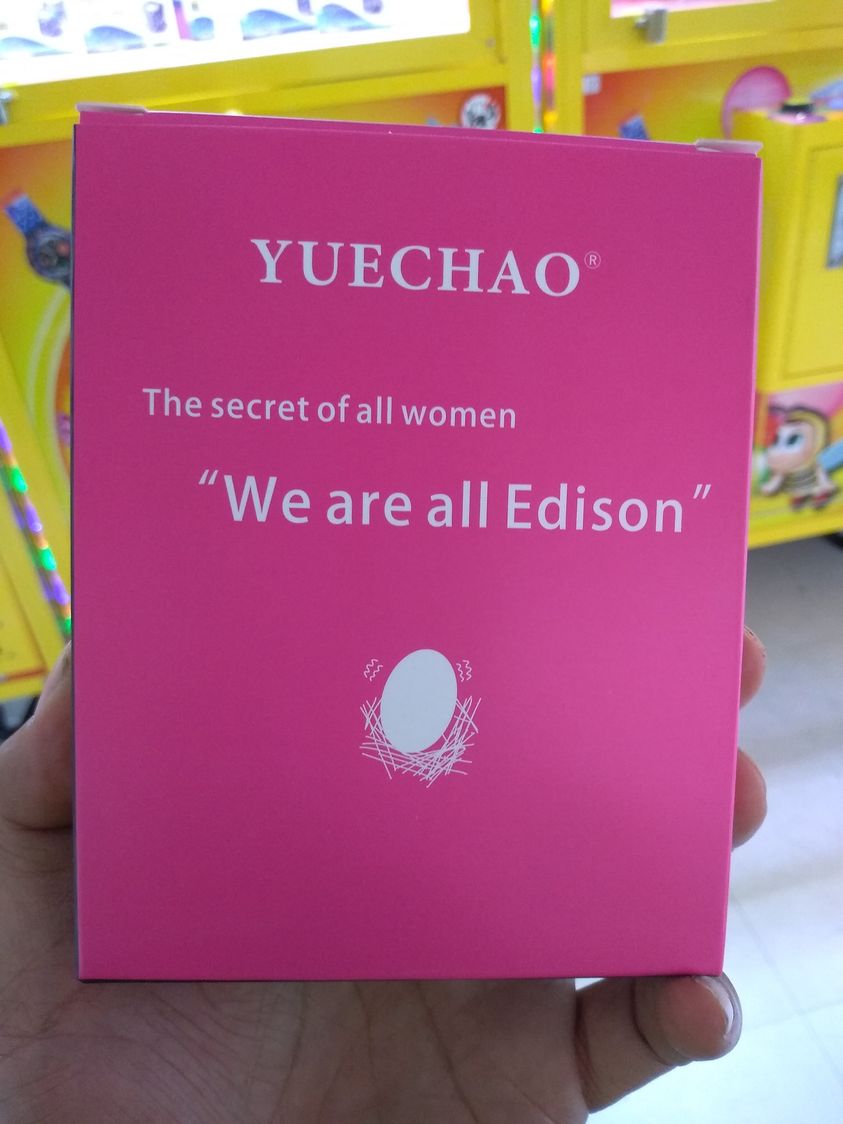 YUECHAO®
The secret of all women
“We are all Edison”